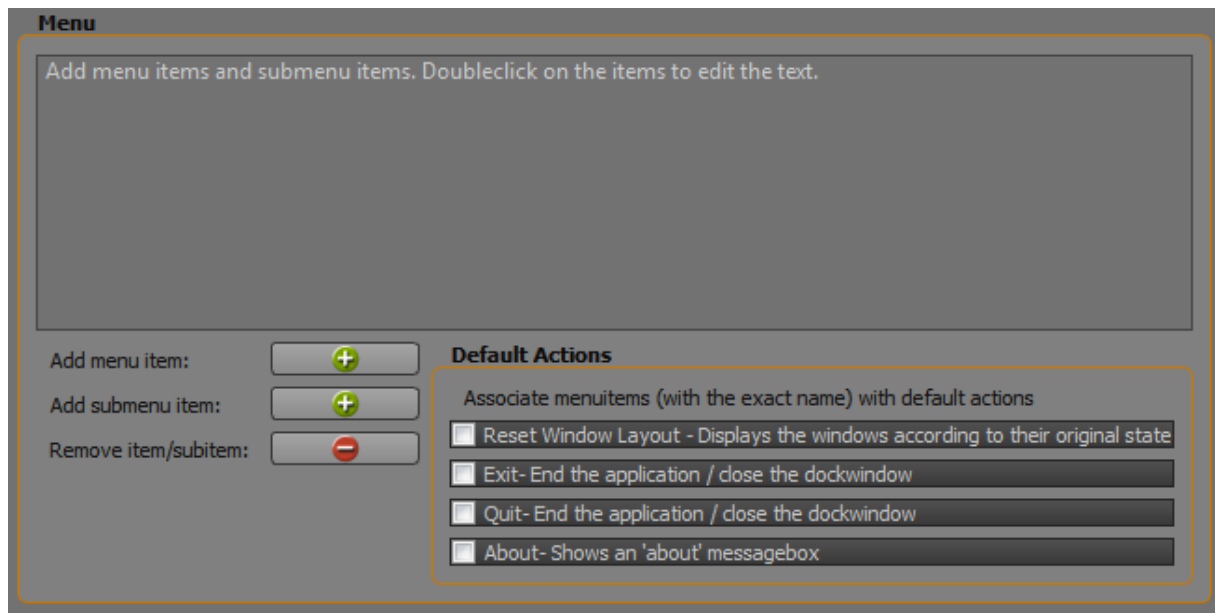 Menu
Add menu items and submenu items. Doubleclick on the items to edit the text.
Add menu item:
Add submenu item:
Remove item/subitem:
Default Actions
Associate menuitems (with the exact name) with default actions
Reset Window Layout - Displays the windows according to their original state
Exit- End the application / close the dockwindow
Quit- End the application / close the dockwindow
About- Shows an 'about' messagebox